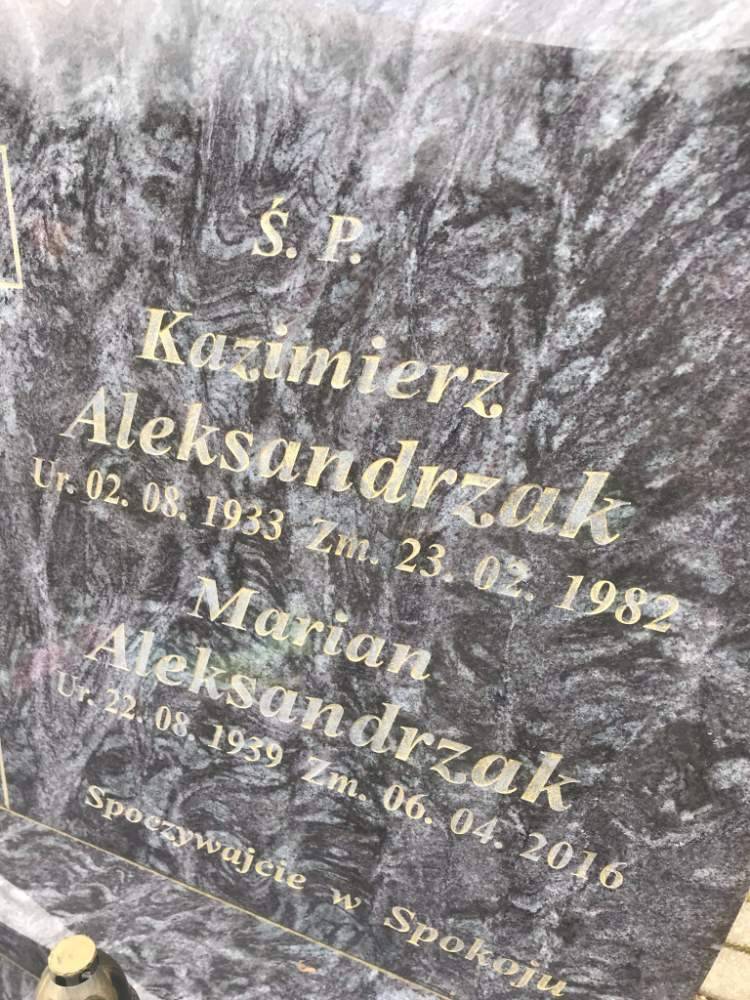 Ś. P.
Kazimierz
Aleksandrzak
Ur. 02. 08. 1933 Zm. 23. 02. 1982
Marian
Aleksandrzak
Ur. 22. 08. 1939 Zm. 06. 04. 2016
Spoczywajcie w Spokoju